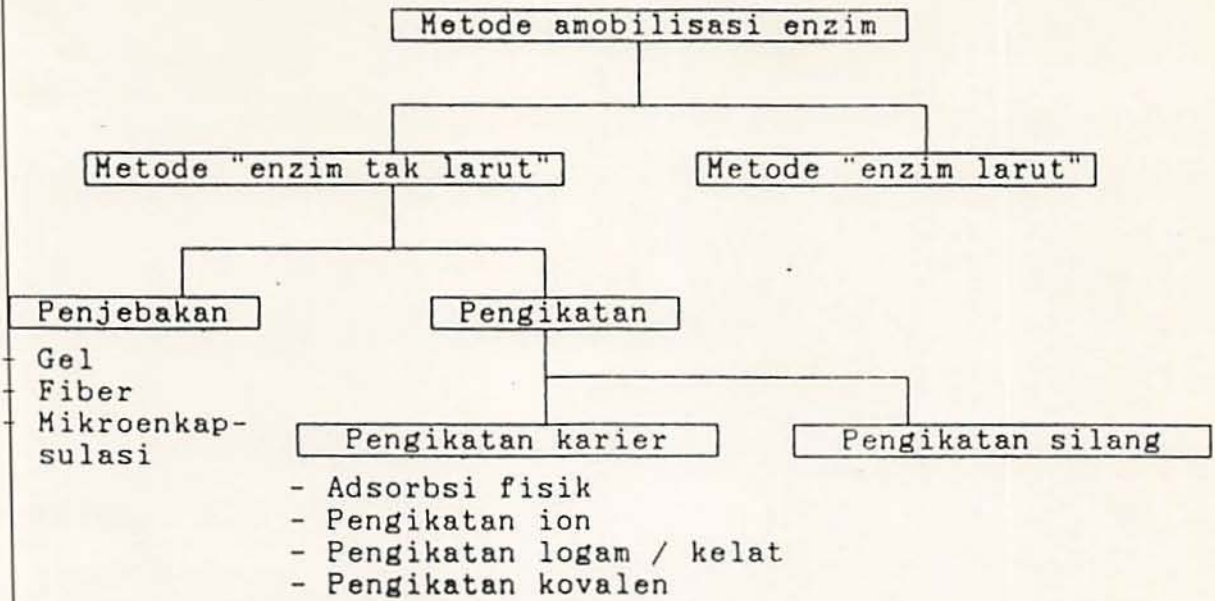 Metode amobilisasi enzim
Metode "enzim tak larut"
Metode "enzim larut"
Penjebakan
Pengikatan
- Gel
- Fiber
- Mikroenkap-
sulasi
Pengikatan karier
Pengikatan silang
- Adsorbsi fisik
- Pengikatan ion
- Pengikatan logam / kelat
- Pengikatan kovalen